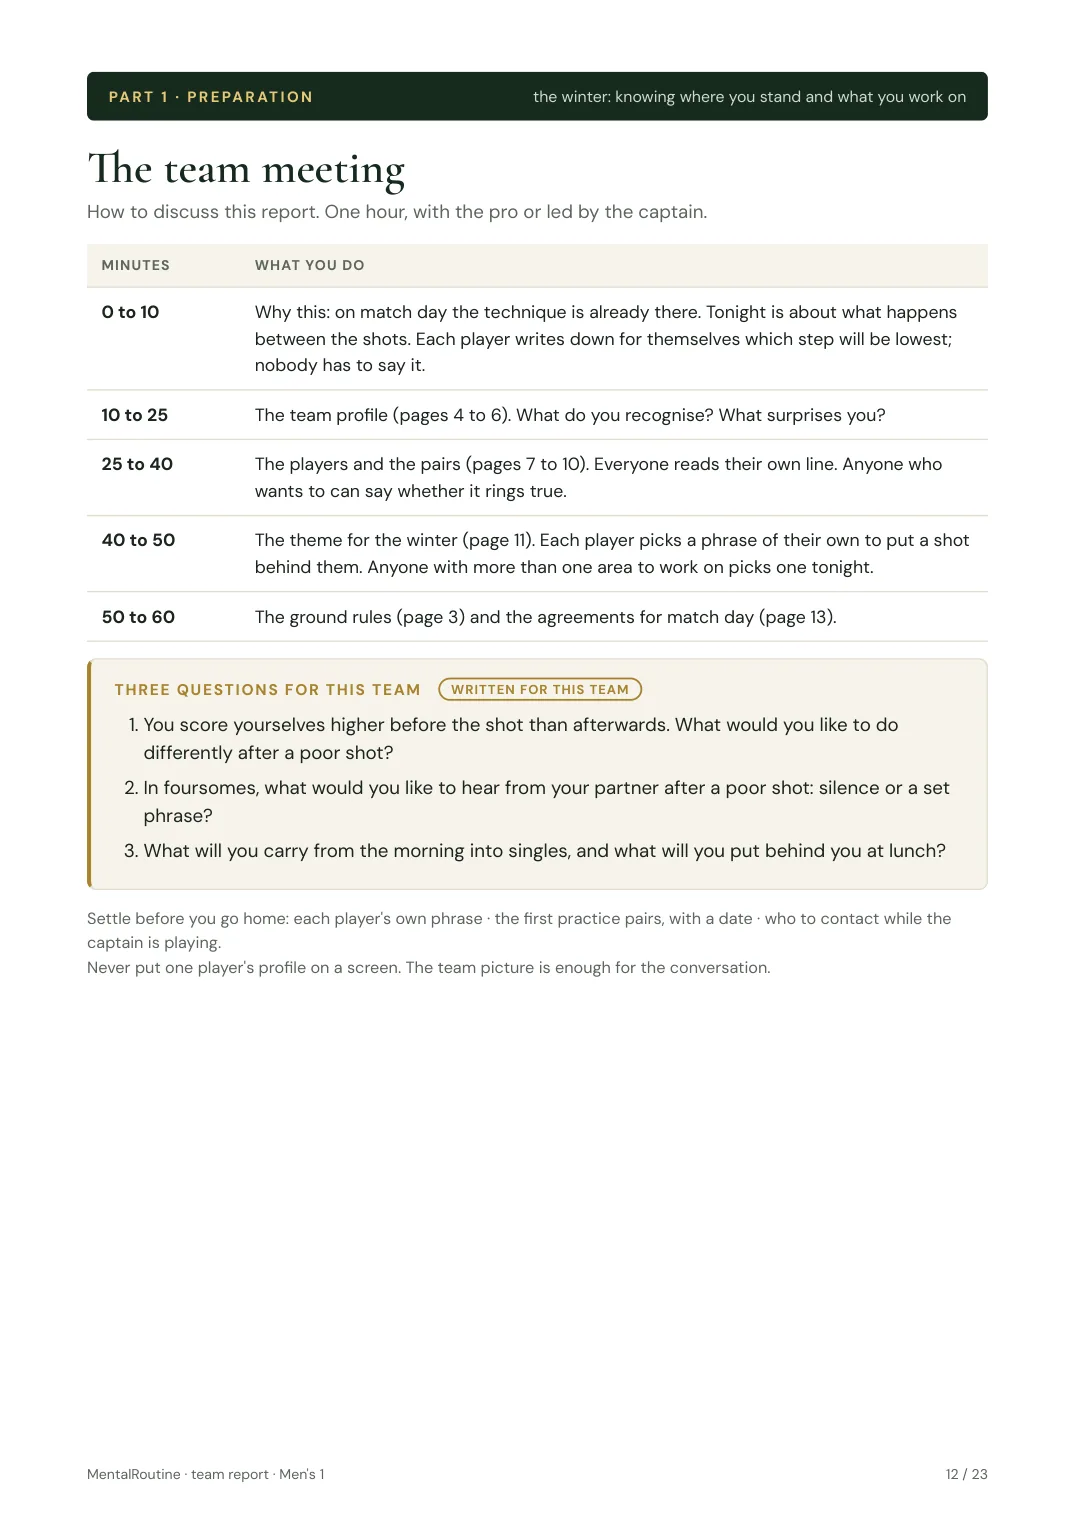 PART 1 · PREPARATION
the winter: knowing where you stand and what you work on
The team meeting
How to discuss this report. One hour, with the pro or led by the captain.
MINUTES WHAT YOU DO
0 to 10 Why this: on match day the technique is already there. Tonight is about what happens
between the shots. Each player writes down for themselves which step will be lowest;
nobody has to say it.
10 to 25 The team profile (pages 4 to 6). What do you recognise? What surprises you?
25 to 40 The players and the pairs (pages 7 to 10). Everyone reads their own line. Anyone who
wants to can say whether it rings true.
40 to 50 The theme for the winter (page 11). Each player picks a phrase of their own to put a shot
behind them. Anyone with more than one area to work on picks one tonight.
50 to 60 The ground rules (page 3) and the agreements for match day (page 13).
THREE QUESTIONS FOR THIS TEAM WRITTEN FOR THIS TEAM
1. You score yourselves higher before the shot than afterwards. What would you like to do
differently after a poor shot?
2. In foursomes, what would you like to hear from your partner after a poor shot: silence or a set
phrase?
3. What will you carry from the morning into singles, and what will you put behind you at lunch?
Settle before you go home: each player's own phrase · the first practice pairs, with a date · who to contact while the
captain is playing.
Never put one player's profile on a screen. The team picture is enough for the conversation.
MentalRoutine · team report · Men's 1
12 / 23